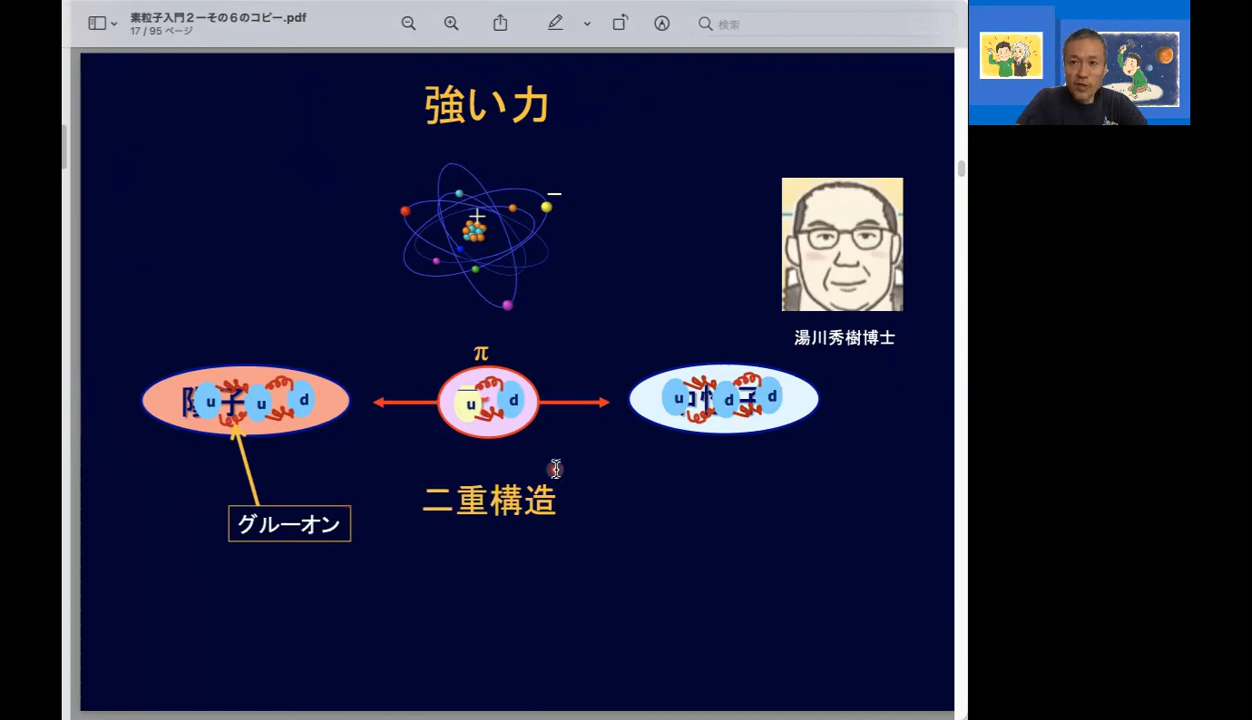 素粒子入門2ーその6のコピー.pdf
17 / 95 ページ
検索
強い力
−
+
湯川秀樹博士
π
u u d
u d
u d d
二重構造
グルーオン